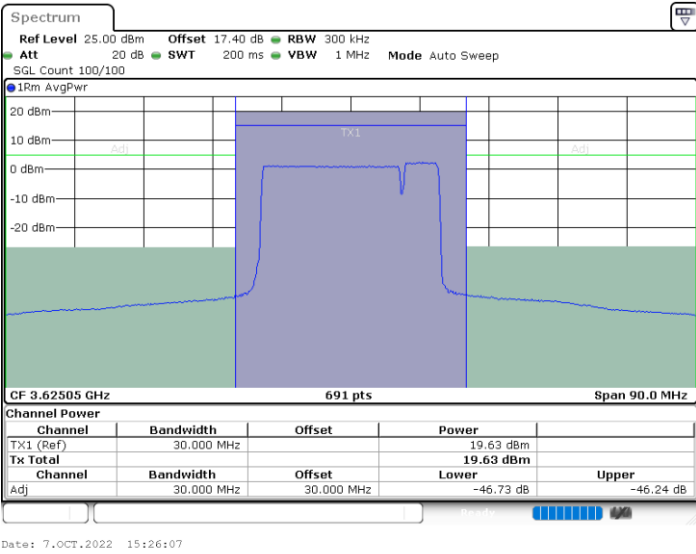 Spectrum
Ref Level 25.00 dBm Offset 17.40 dB RBW 300 kHz
Att 20 dB SWT 200 ms VBW 1 MHz Mode Auto Sweep
SGL Count 100/100
1Rm AvgPwr
20 dBm
TX1
10 dBm
Adj Adj
0 dBm
-10 dBm
-20 dBm
CF 3.62505 GHz 691 pts Span 90.0 MHz
Channel Power
Channel Bandwidth Offset Power
TX1 (Ref) 30.000 MHz 19.63 dBm
Tx Total 19.63 dBm
Channel Bandwidth Offset Lower Upper
Adj 30.000 MHz 30.000 MHz -46.73 dB -46.24 dB
Ready
Date: 7.OCT.2022 15:26:07